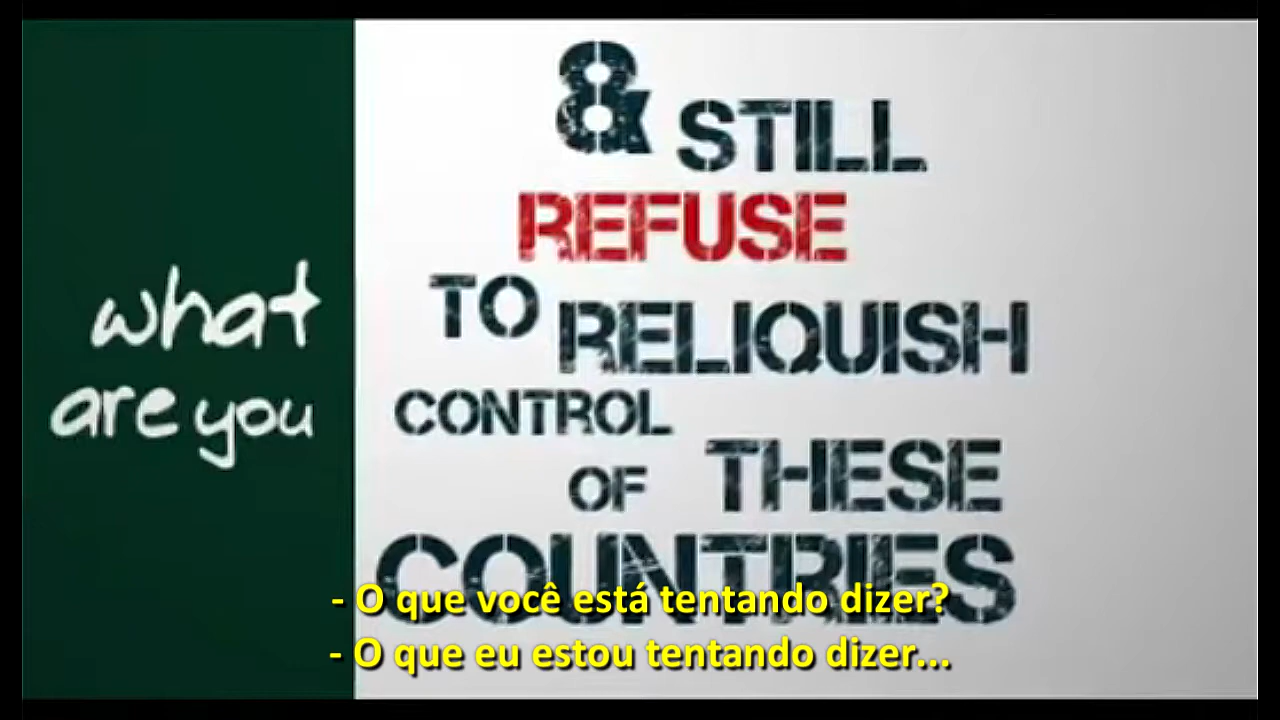 what
are you
& STILL
REFUSE
TO RELIQUISH
CONTROL
OF THESE
COUNTRIES
- O que você está tentando dizer?
- O que eu estou tentando dizer...